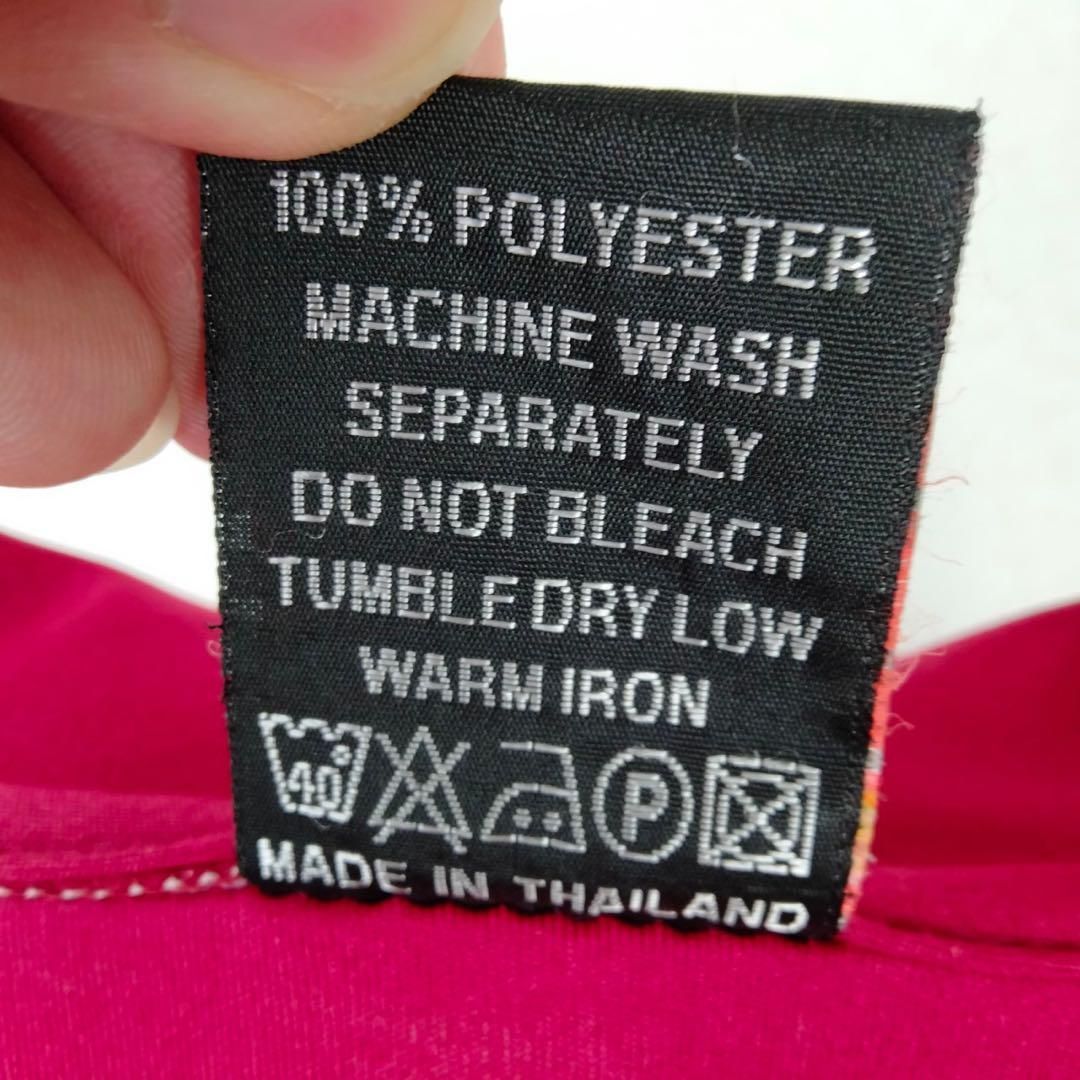 100% POLYESTER
MACHINE WASH
SEPARATELY
DO NOT BLEACH
TUMBLE DRY LOW
WARM IRON
40° P
MADE IN THAILAND